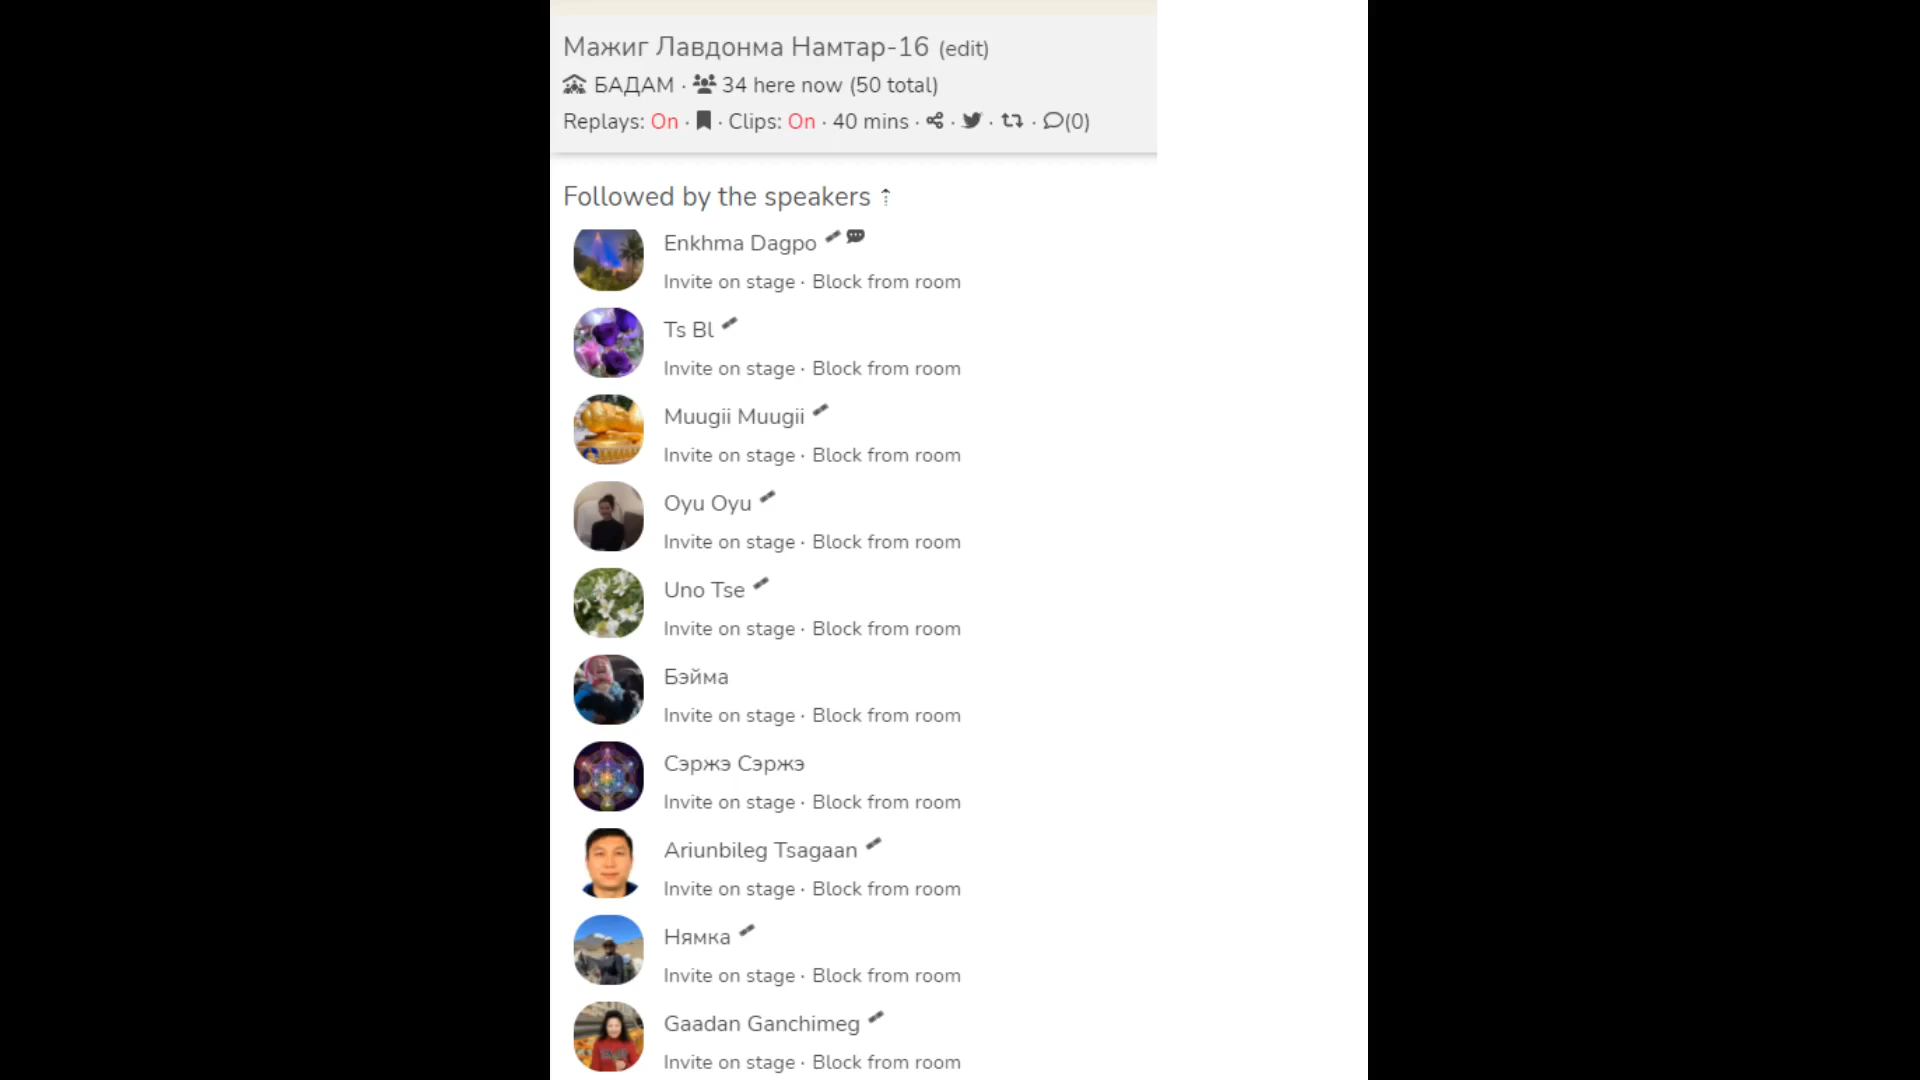 Мажиг Лавдонма Намтар-16 (edit)
БАДАМ · 34 here now (50 total)
Replays: On · · Clips: On · 40 mins · · · · (0)
Followed by the speakers
Enkhma Dagpo
Invite on stage · Block from room
Ts Bl
Invite on stage · Block from room
Muugii Muugii
Invite on stage · Block from room
Oyu Oyu
Invite on stage · Block from room
Uno Tse
Invite on stage · Block from room
Бэйма
Invite on stage · Block from room
Сэржэ Сэржэ
Invite on stage · Block from room
Ariunbileg Tsagaan
Invite on stage · Block from room
Нямка
Invite on stage · Block from room
Gaadan Ganchimeg
Invite on stage · Block from room